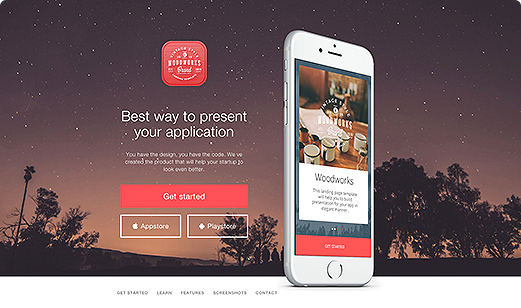 VINTAGE STYLE
WOODWORKS
Brand
Best way to present
your application
You have the design, you have the code. We've
created the product that will help your startup to
look even better.
Get started
Appstore
Playstore
VINTAGE STYLE
WOODWORKS
Brand
Woodworks
This landing page template
will help you to build
presentation for your app in
elegant manner.
GET STARTED
GET STARTED
LEARN
FEATURES
SCREENSHOTS
CONTACT